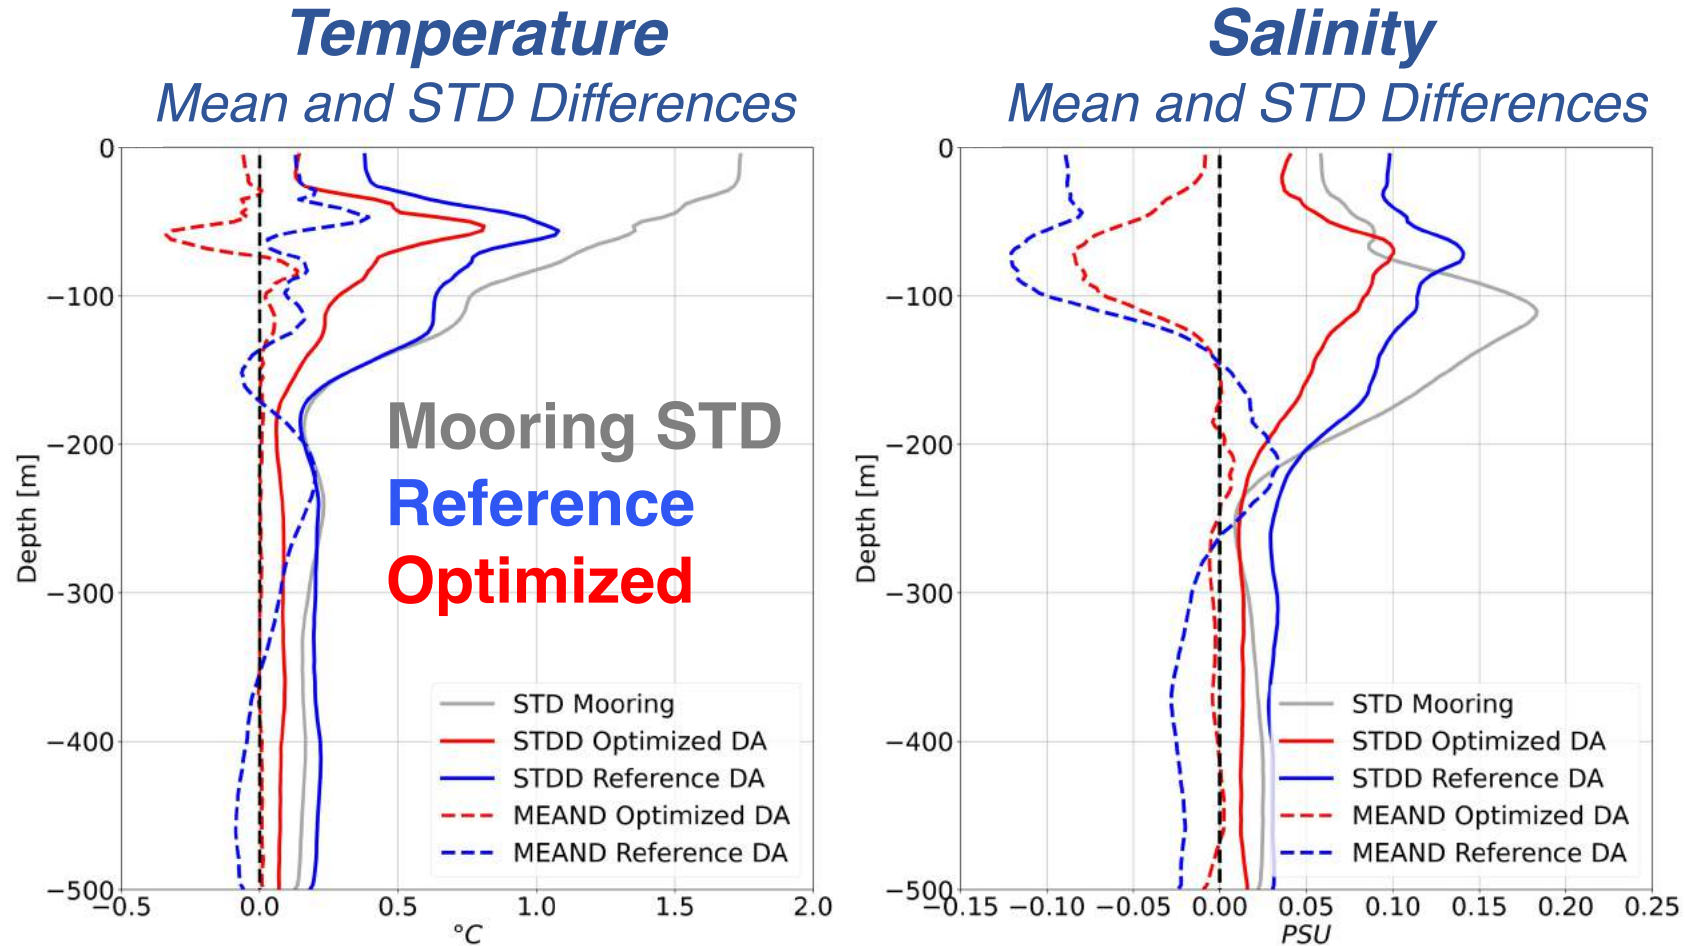 Temperature
Mean and STD Differences
0
−100
−200
−300
−400
−500
Depth [m]
−0.5
0.0
0.5
1.0
1.5
2.0
°C
Mooring STD
Reference
Optimized
STD Mooring
STDD Optimized DA
STDD Reference DA
MEAND Optimized DA
MEAND Reference DA
Salinity
Mean and STD Differences
0
−100
−200
−300
−400
−500
Depth [m]
−0.15
−0.10
−0.05
0.00
0.05
0.10
0.15
0.20
0.25
PSU
STD Mooring
STDD Optimized DA
STDD Reference DA
MEAND Optimized DA
MEAND Reference DA